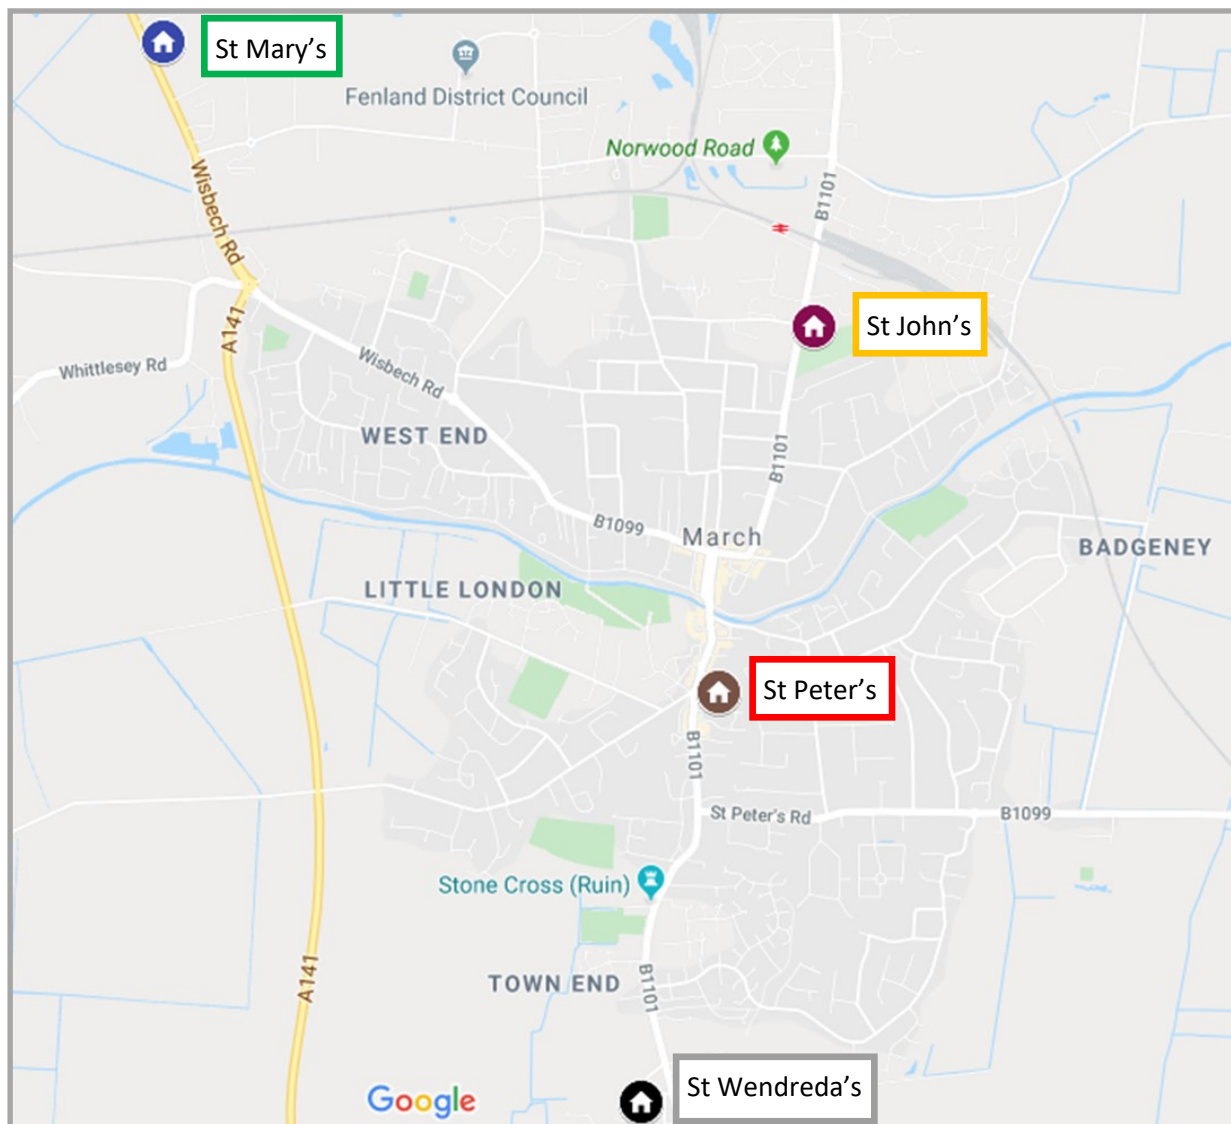 St Mary’s
Fenland District Council
Norwood Road
Wisbech Rd
B1101
St John’s
A141
Whittlesey Rd
Wisbech Rd
WEST END
B1101
B1099
March
BADGENEY
LITTLE LONDON
St Peter’s
B1101
St Peter's Rd
B1099
Stone Cross (Ruin)
A141
TOWN END
B1101
Google
St Wendreda’s